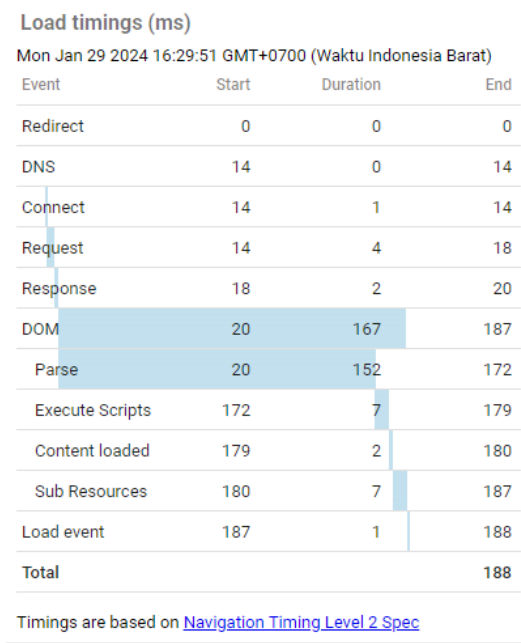 Load timings (ms)
Mon Jan 29 2024 16:29:51 GMT+0700 (Waktu Indonesia Barat)
Event Start Duration End
Redirect 0 0 0
DNS 14 0 14
Connect 14 1 14
Request 14 4 18
Response 18 2 20
DOM 20 167 187
Parse 20 152 172
Execute Scripts 172 7 179
Content loaded 179 2 180
Sub Resources 180 7 187
Load event 187 1 188
Total 188
Timings are based on Navigation Timing Level 2 Spec